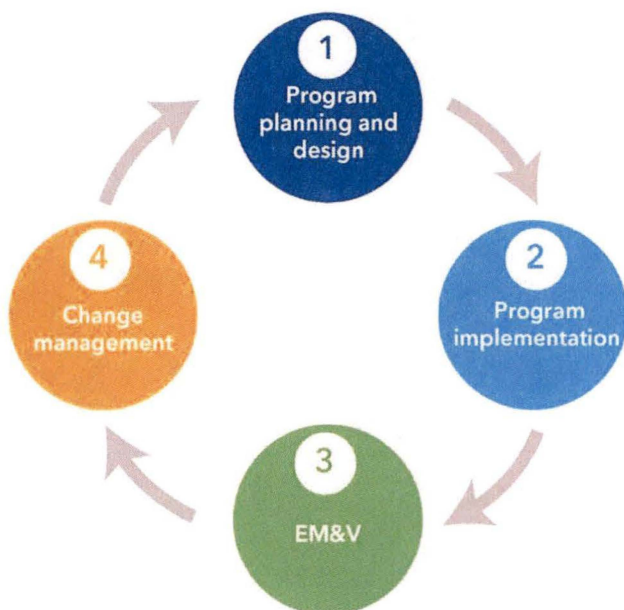 1
Program
planning and
design
2
Program
implementation
3
EM&V
4
Change
management